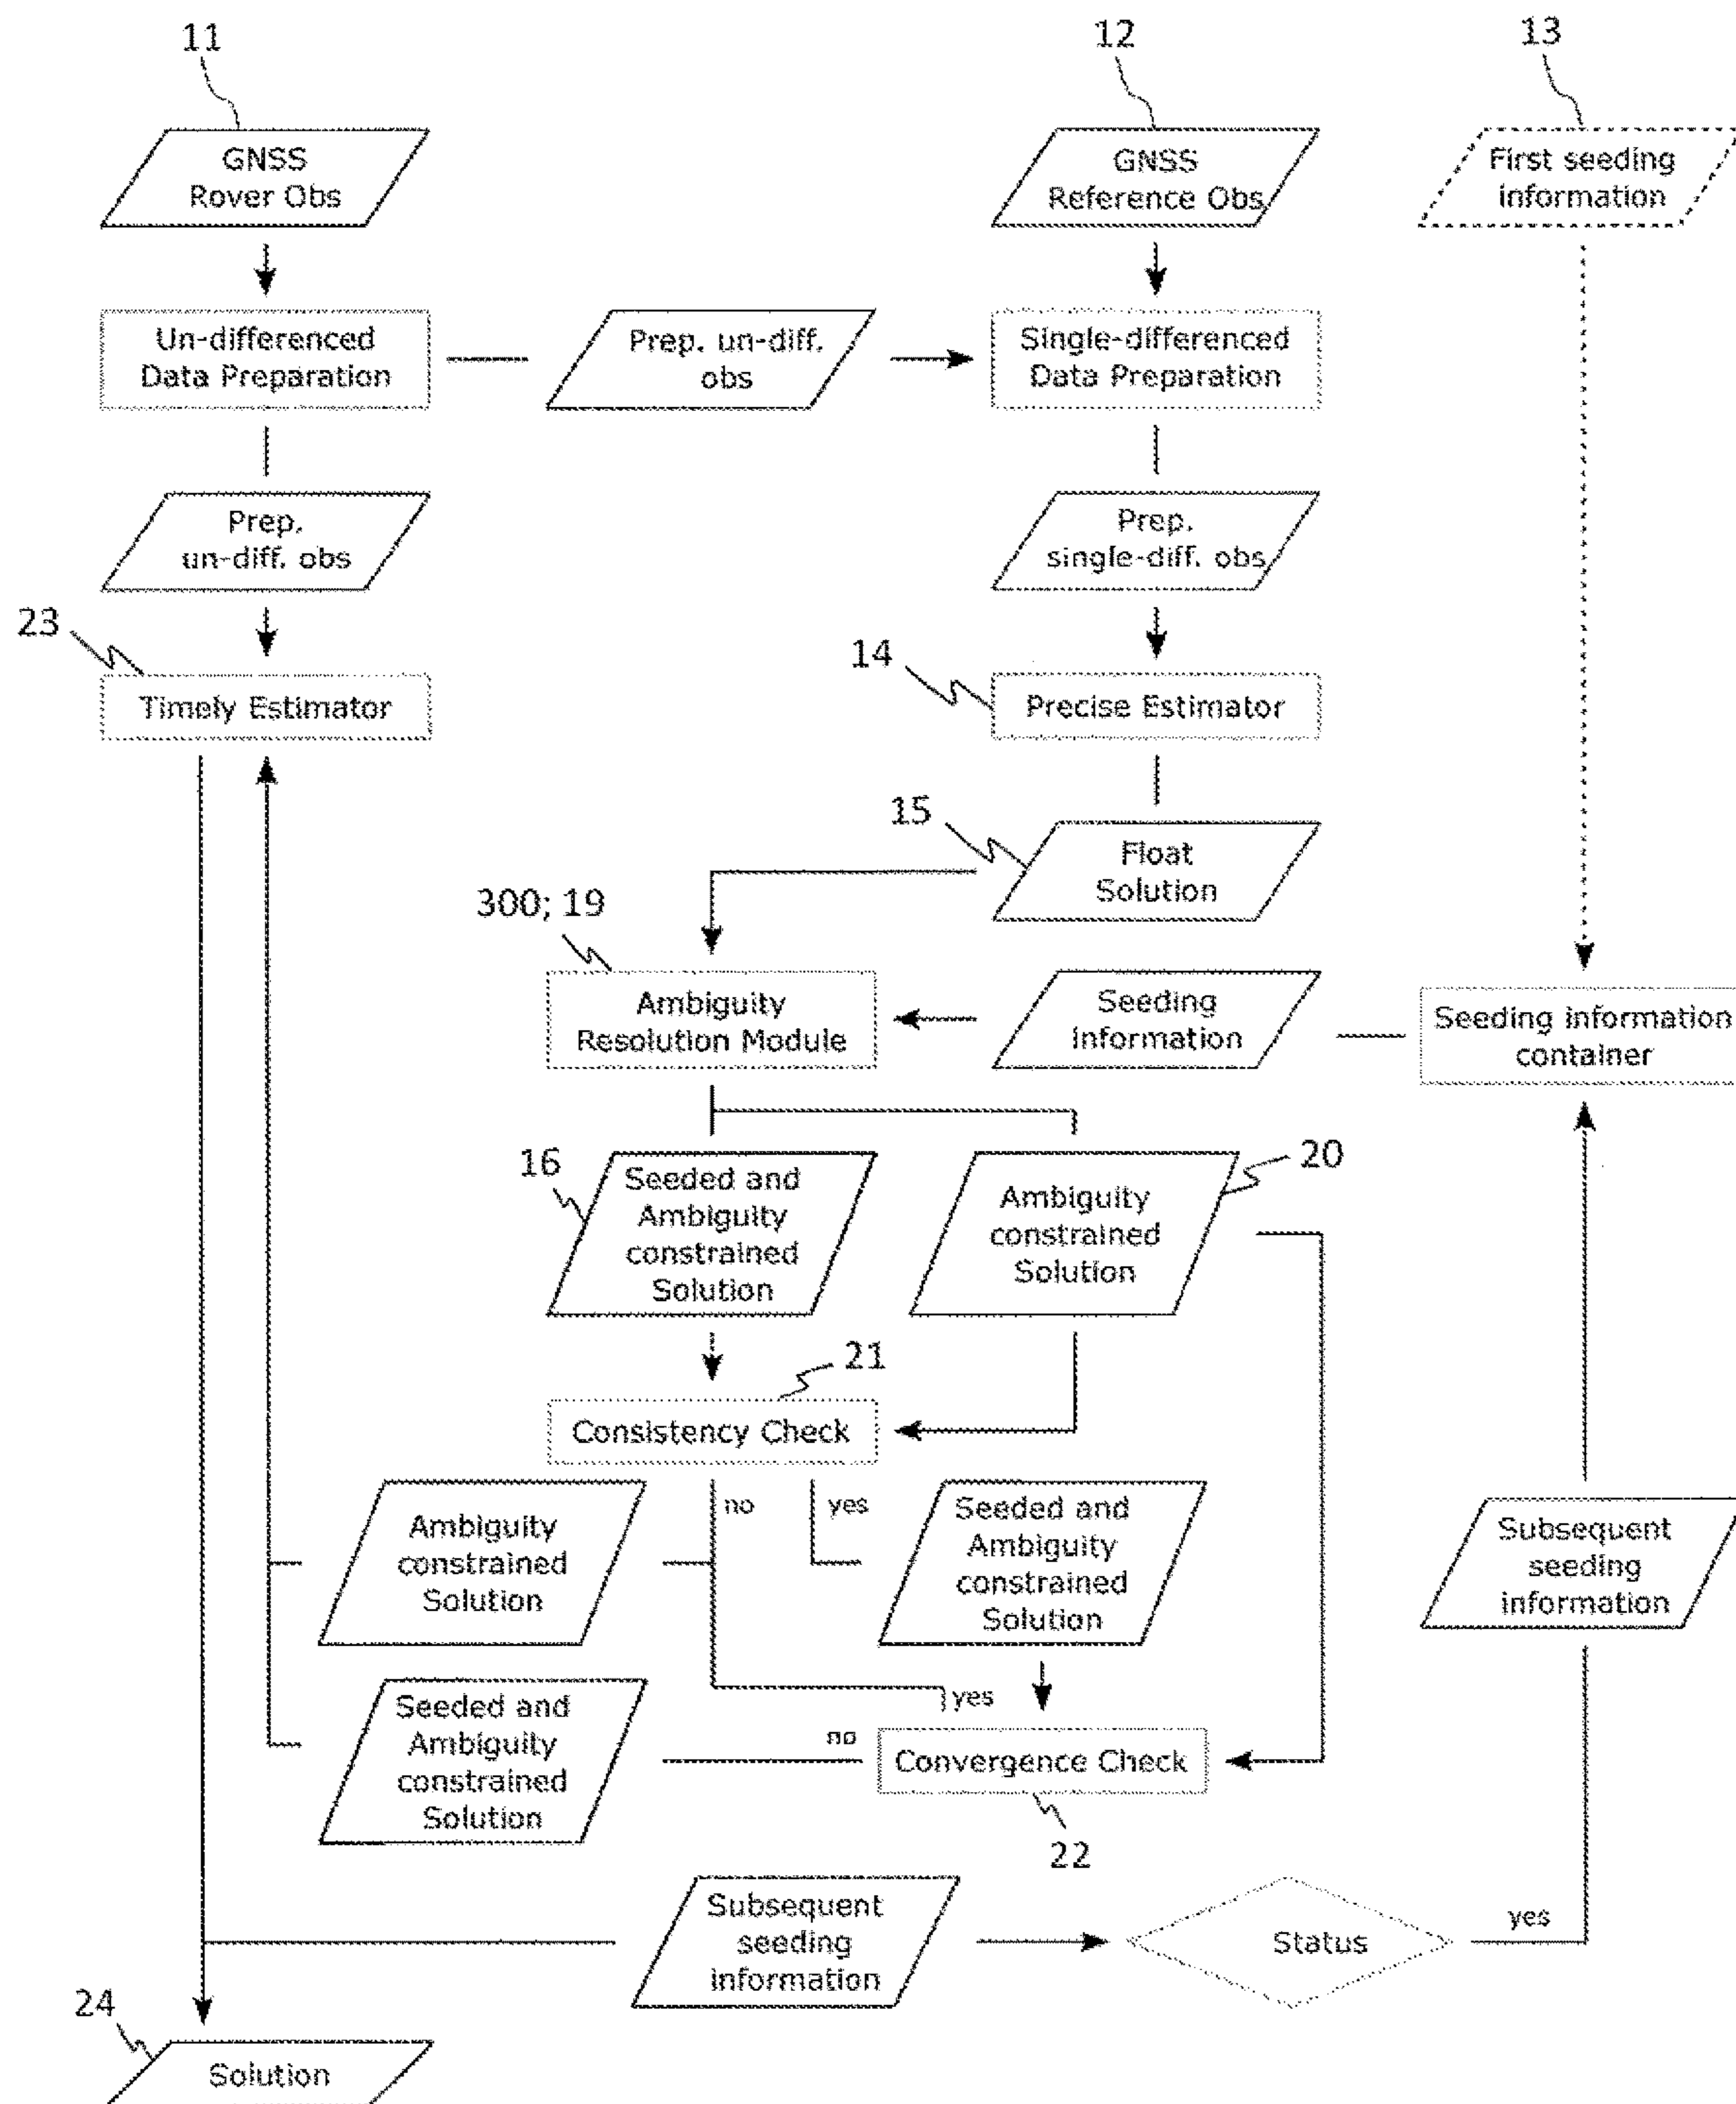 11
12
13
GNSS
Rover Obs
GNSS
Reference Obs
First seeding
information
Un-differenced
Data Preparation
Prep. un-diff.
obs
Single-differenced
Data Preparation
Prep.
un-diff. obs
Prep.
single-diff. obs
23
14
Timely Estimator
Precise Estimator
15
Float
Solution
300; 19
Ambiguity
Resolution Module
Seeding
information
Seeding information
container
16
Seeded and
Ambiguity
constrained
Solution
Ambiguity
constrained
Solution
20
21
Consistency Check
no
yes
Ambiguity
constrained
Solution
Seeded and
Ambiguity
constrained
Solution
Subsequent
seeding
information
yes
Seeded and
Ambiguity
constrained
Solution
no
Convergence Check
22
Subsequent
seeding
information
Status
yes
24
Solution